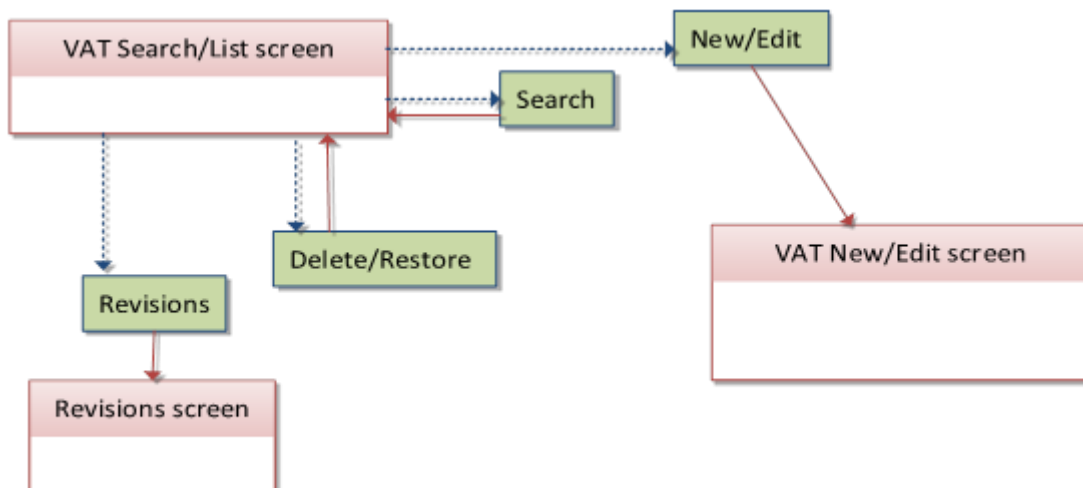 VAT Search/List screen
New/Edit
Search
Delete/Restore
VAT New/Edit screen
Revisions
Revisions screen